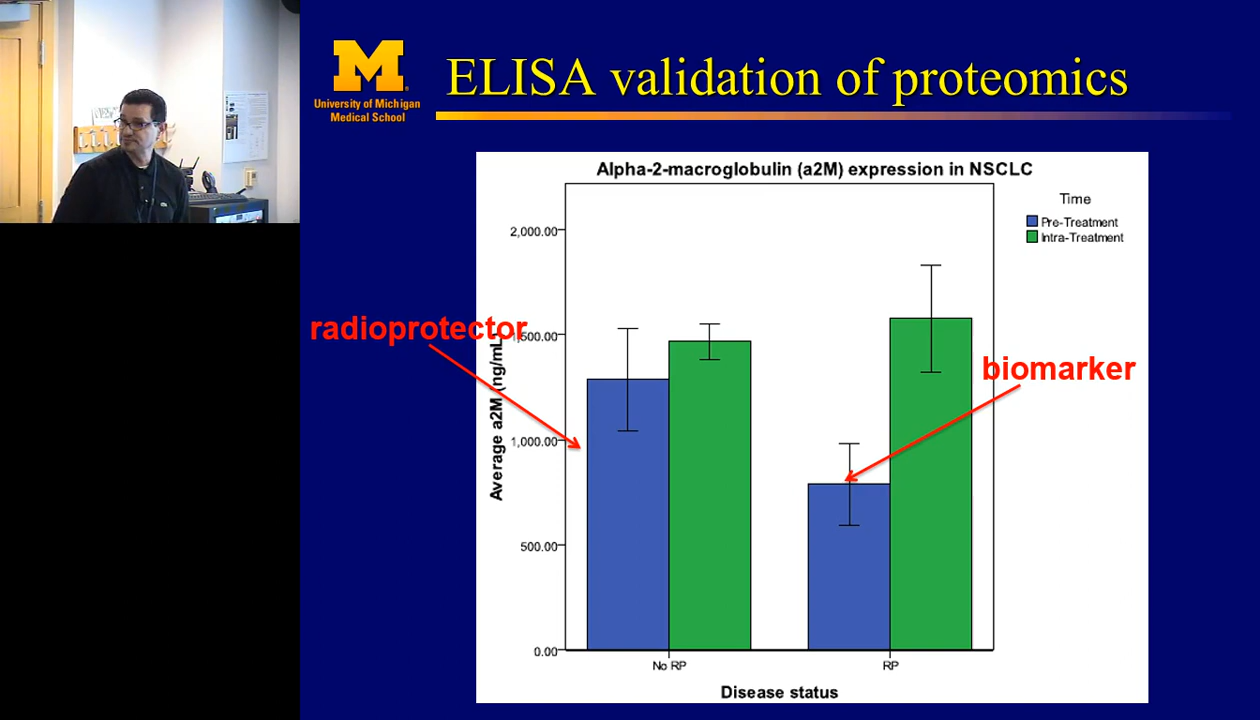 M
University of Michigan
Medical School
ELISA validation of proteomics
Alpha-2-macroglobulin (a2M) expression in NSCLC
Time
Pre-Treatment
Intra-Treatment
2,000.00
1,500.00
1,000.00
500.00
0.00
Average a2M (ng/mL)
radioprotector
biomarker
No RP
RP
Disease status